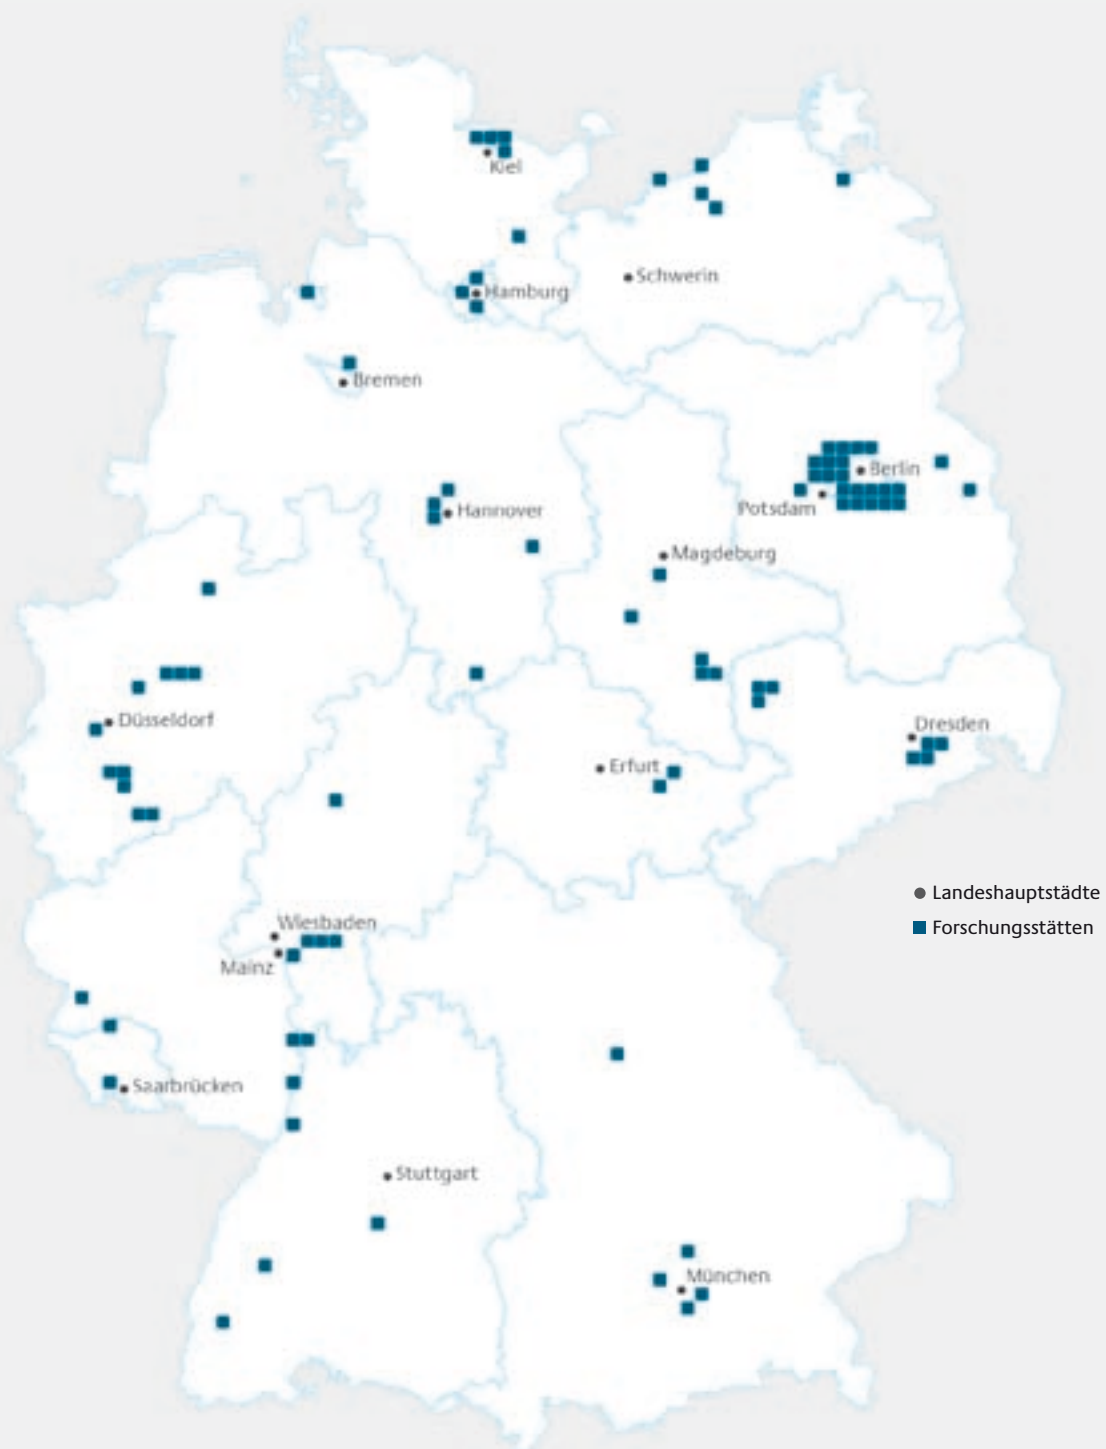 Kiel
Schwerin
Hamburg
Bremen
Berlin
Potsdam
Hannover
Magdeburg
Düsseldorf
Dresden
Erfurt
Landeshauptstädte
Forschungsstätten
Wiesbaden
Mainz
Saarbrücken
Stuttgart
München